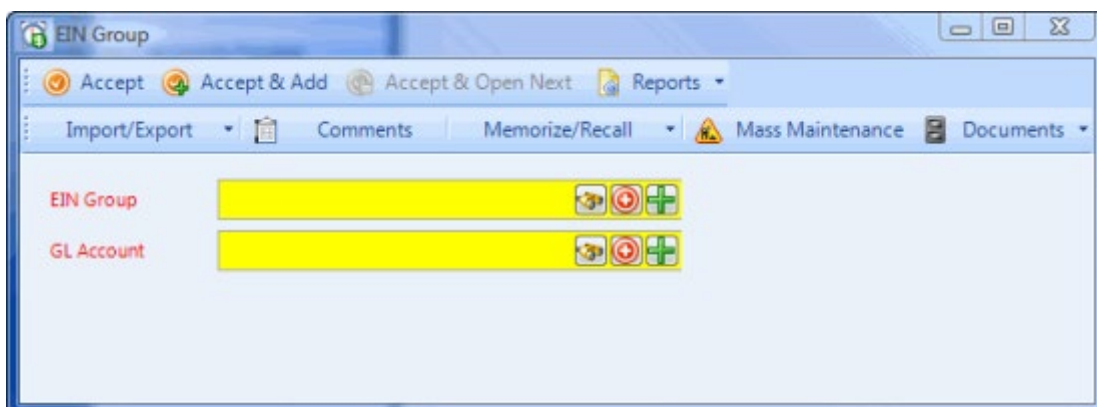 EIN Group
Accept Accept & Add Accept & Open Next Reports
Import/Export Comments Memorize/Recall Mass Maintenance Documents
EIN Group
GL Account